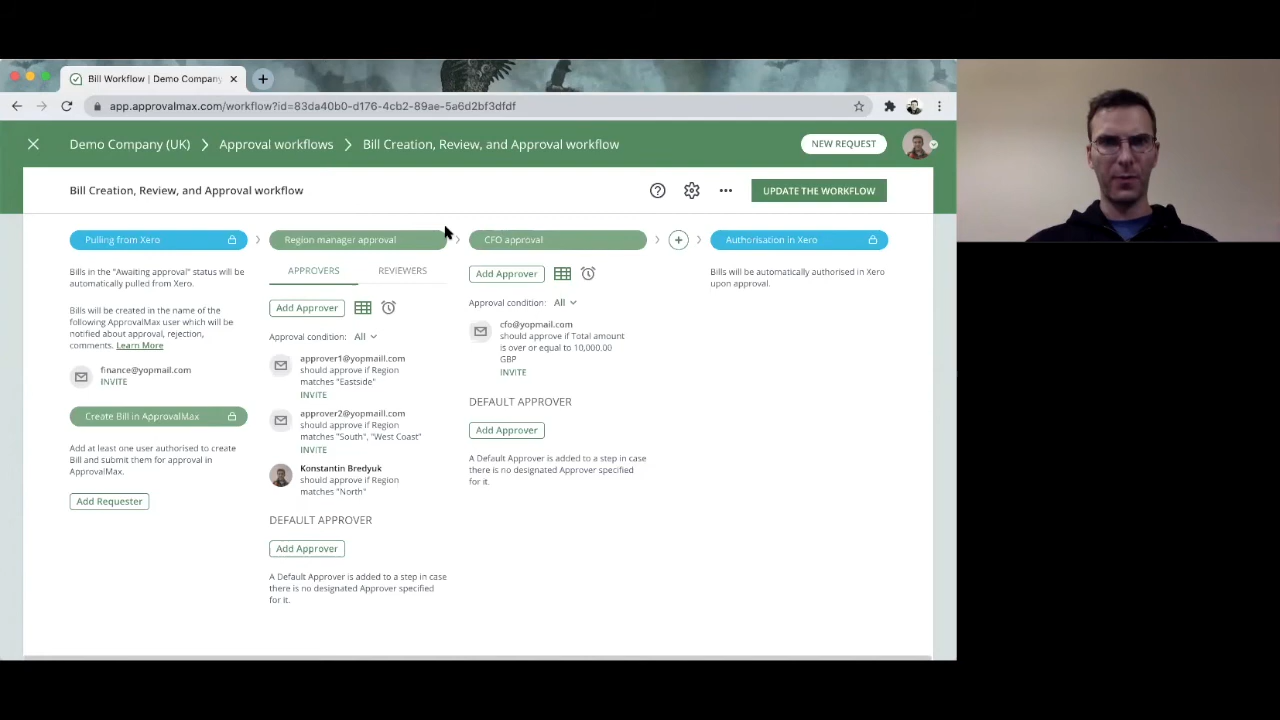 Bill Workflow | Demo Company
app.approvalmax.com/workflow?id=83da40b0-d176-4cb2-89ae-5a6d2bf3dfdf
Demo Company (UK) > Approval workflows > Bill Creation, Review, and Approval workflow
NEW REQUEST
Bill Creation, Review, and Approval workflow
UPDATE THE WORKFLOW
Pulling from Xero
Bills in the "Awaiting approval" status will be
automatically pulled from Xero.
Bills will be created in the name of the
following ApprovalMax user which will be
notified about approval, rejection,
comments. Learn More
finance@yopmail.com
INVITE
Create Bill in ApprovalMax
Add at least one user authorised to create
Bill and submit them for approval in
ApprovalMax.
Add Requester
Region manager approval
APPROVERS REVIEWERS
Add Approver
Approval condition: All
approver1@yopmaill.com
should approve if Region
matches "Eastside"
INVITE
approver2@yopmaill.com
should approve if Region
matches "South", "West Coast"
INVITE
Konstantin Bredyuk
should approve if Region
matches "North"
DEFAULT APPROVER
Add Approver
A Default Approver is added to a step in case
there is no designated Approver specified
for it.
CFO approval
Add Approver
Approval condition: All
cfo@yopmail.com
should approve if Total amount
is over or equal to 10,000.00
GBP
INVITE
DEFAULT APPROVER
Add Approver
A Default Approver is added to a step in case
there is no designated Approver specified
for it.
Authorisation in Xero
Bills will be automatically authorised in Xero
upon approval.